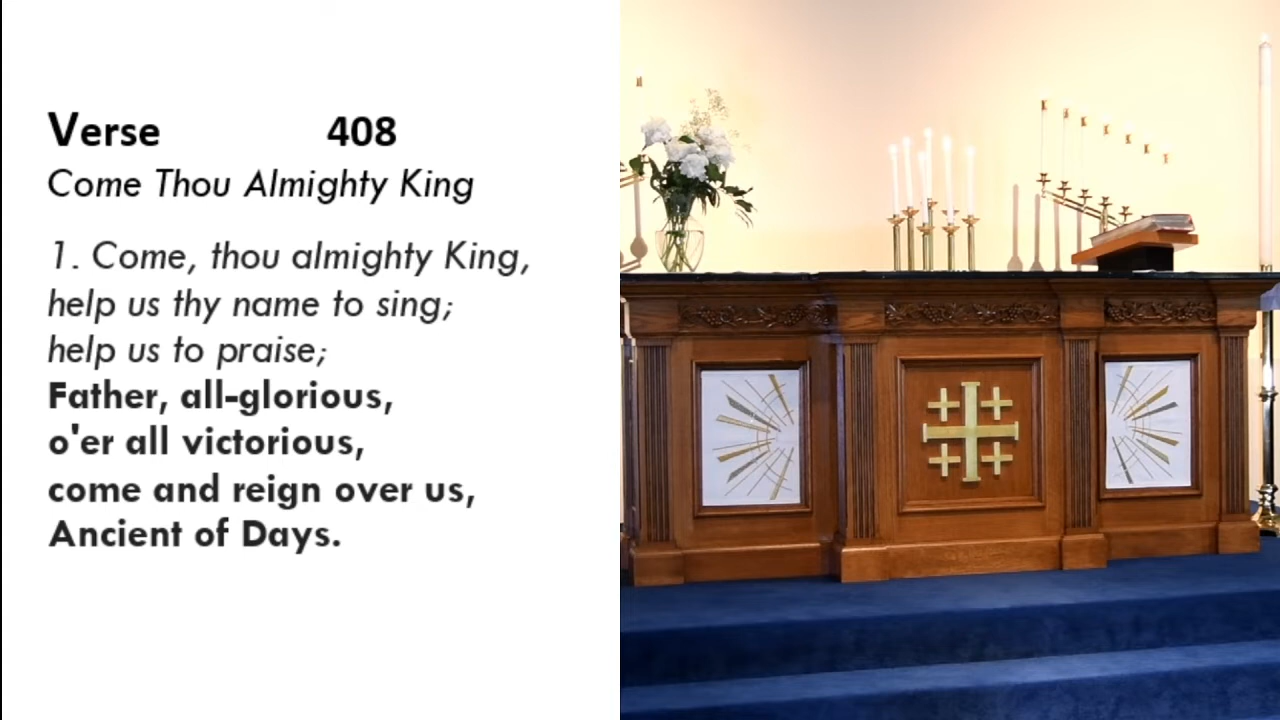 Verse 408
Come Thou Almighty King
1. Come, thou almighty King,
help us thy name to sing;
help us to praise;
Father, all-glorious,
o'er all victorious,
come and reign over us,
Ancient of Days.